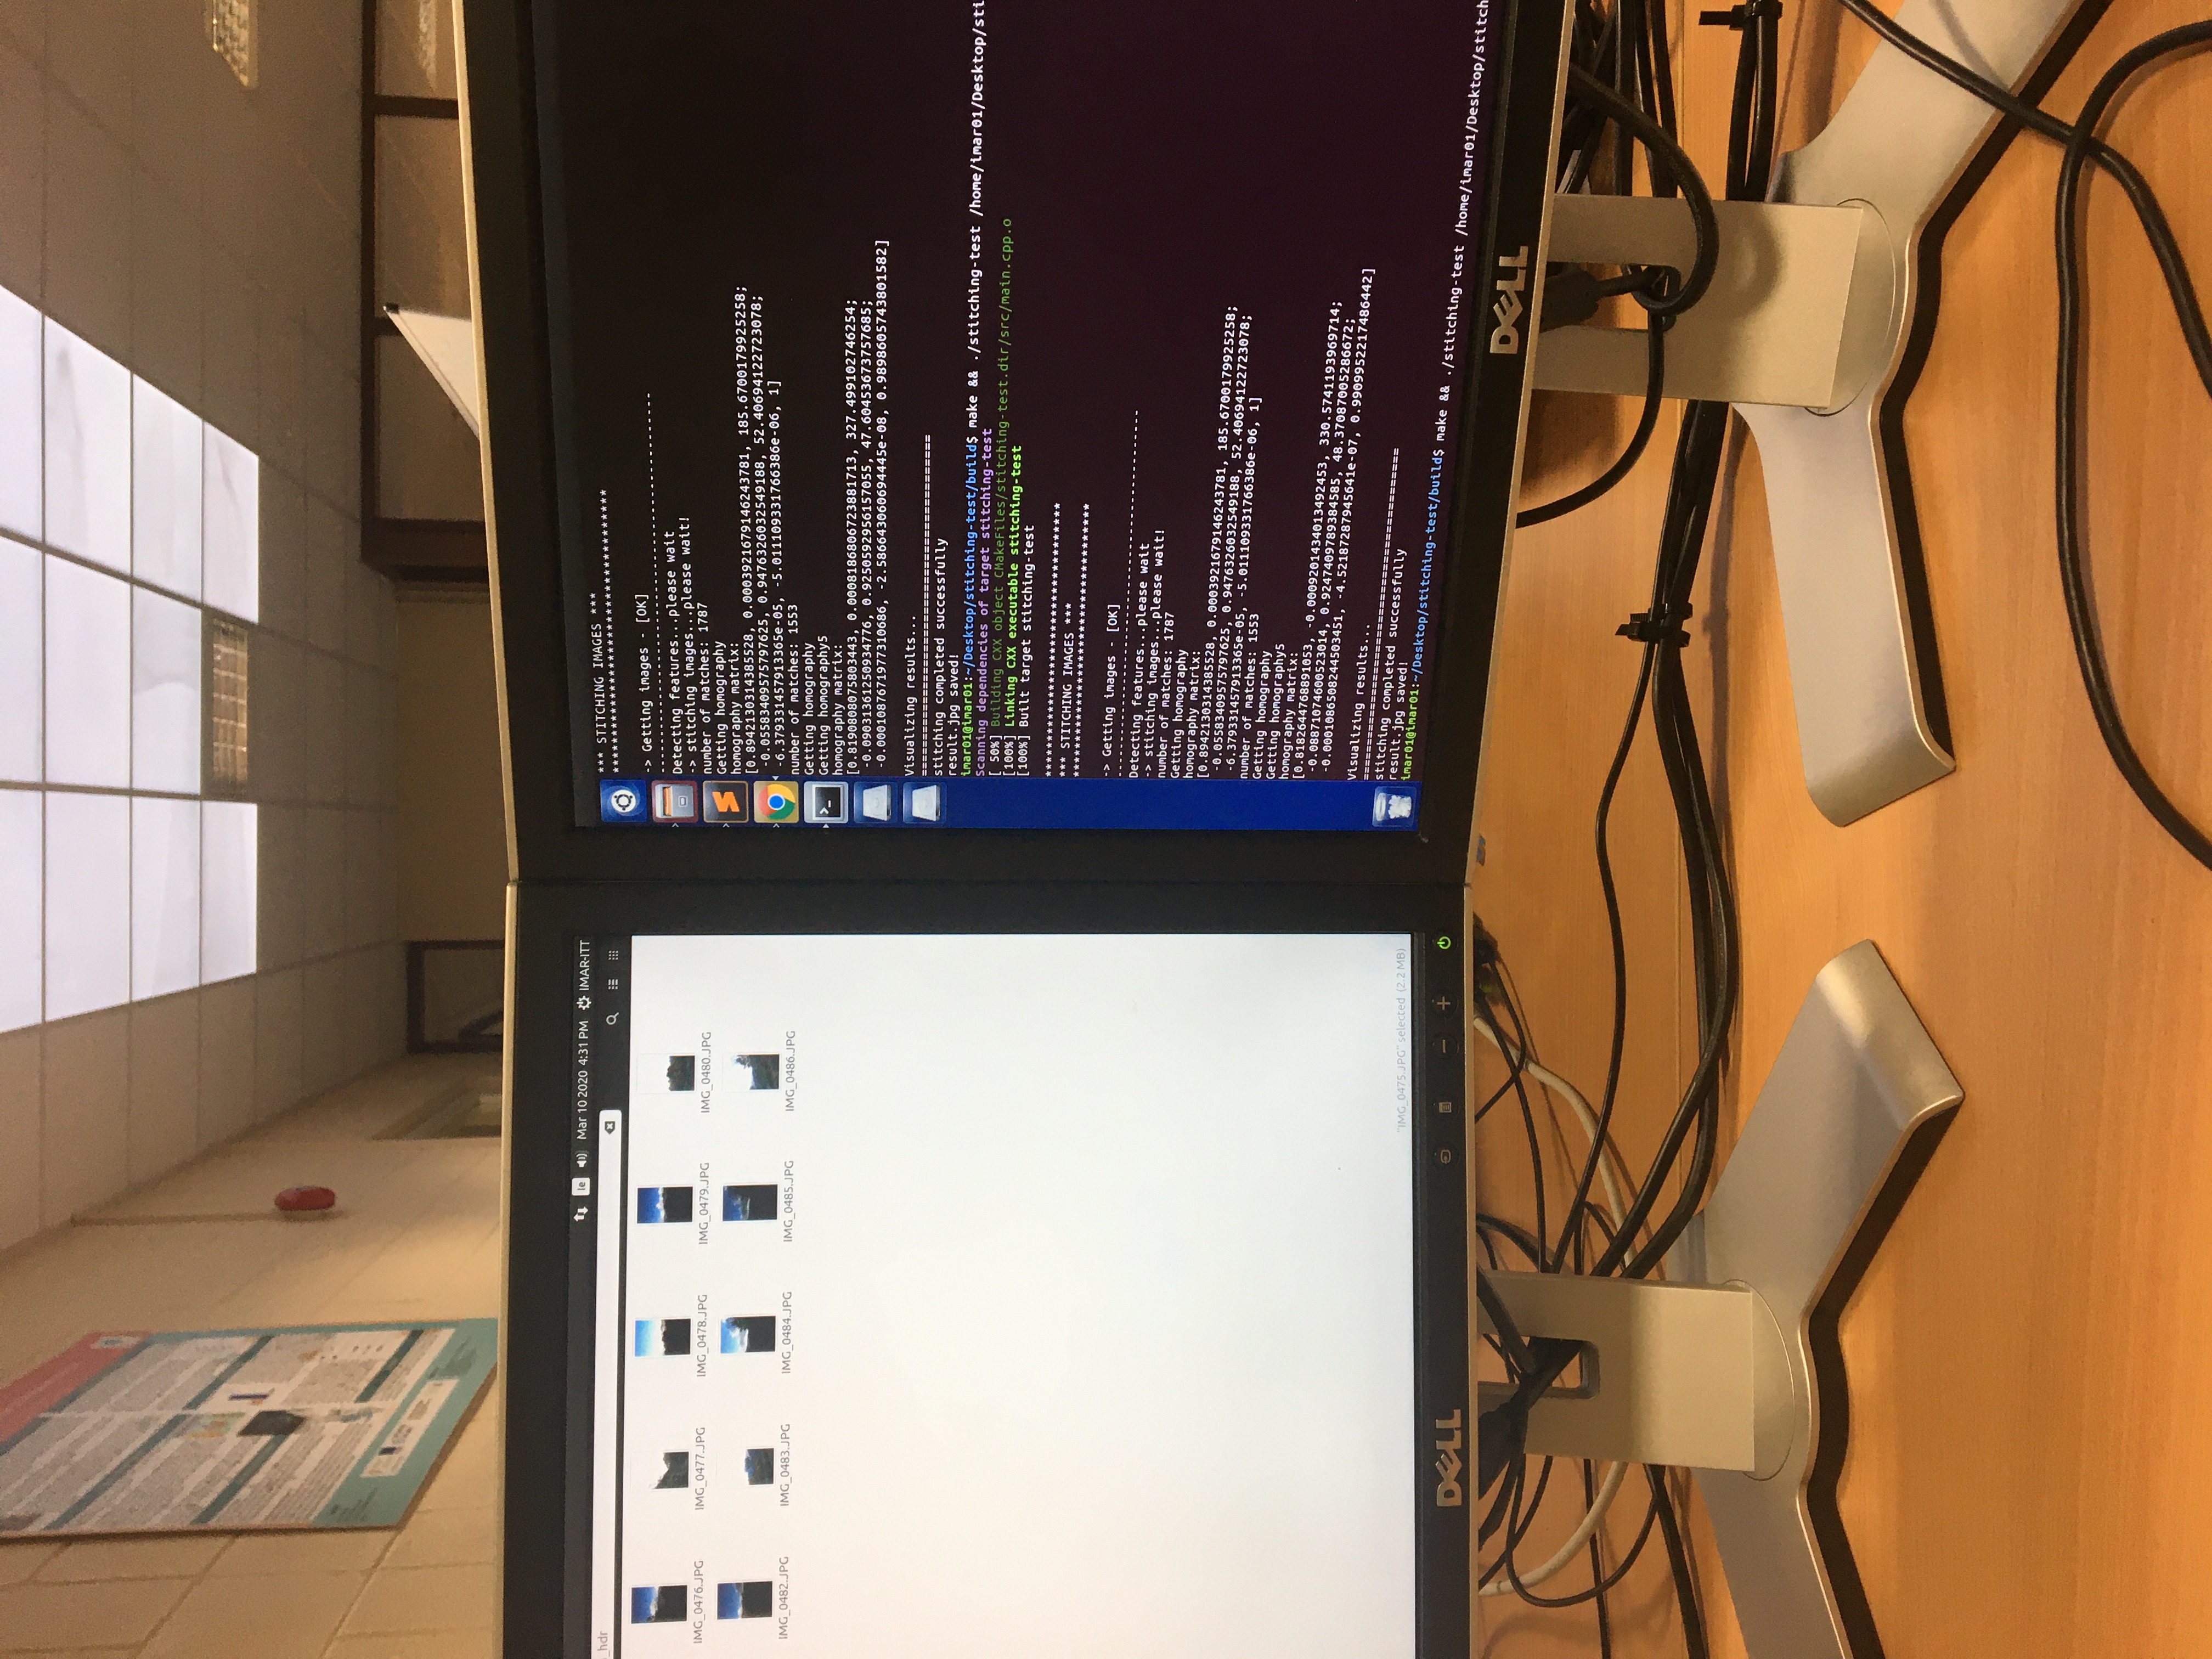 Mar 10 2020 4:31 PM IMAR-ITT
_hdr
IMG_0476.JPG IMG_0477.JPG IMG_0478.JPG IMG_0479.JPG IMG_0480.JPG
IMG_0482.JPG IMG_0483.JPG IMG_0484.JPG IMG_0485.JPG IMG_0486.JPG
"IMG_0475.JPG" selected (2.2 MB)
DELL
*** STITCHING IMAGES ***
*************************************
-> Getting images - [OK]
----------------------------------------------------
Detecting features...please wait
-> stitching images...please wait!
number of matches: 1787
Getting homography
homography matrix:
[0.8942130314385528, 0.0003921679146243781, 185.6700179925258;
-0.05583409575797625, 0.9476326032549188, 52.40694122723078;
-6.379331457913365e-05, -5.011109331766386e-06, 1]
number of matches: 1553
Getting homography
Getting homography5
homography matrix:
[0.8190808075803443, 0.0008186806723881713, 327.499102746254;
-0.09031361250934776, 0.9250592956157055, 47.60453673757685;
-0.0001087671977310686, -2.586643060694445e-08, 0.9898605743801582]
Visualizing results...
================================================
stitching completed successfully
result.jpg saved!
imar01@imar01:~/Desktop/stitching-test/build$ make && ./stitching-test /home/imar01/Desktop/sti
Scanning dependencies of target stitching-test
[ 50%] Building CXX object CMakeFiles/stitching-test.dir/src/main.cpp.o
[100%] Linking CXX executable stitching-test
[100%] Built target stitching-test
*************************************
*** STITCHING IMAGES ***
*************************************
-> Getting images - [OK]
----------------------------------------------------
Detecting features...please wait
-> stitching images...please wait!
number of matches: 1787
Getting homography
homography matrix:
[0.8942130314385528, 0.0003921679146243781, 185.6700179925258;
-0.05583409575797625, 0.9476326032549188, 52.40694122723078;
-6.379331457913365e-05, -5.011109331766386e-06, 1]
number of matches: 1553
Getting homography
Getting homography5
homography matrix:
[0.8182644768891053, -0.0009201434013492453, 330.5741193969714;
-0.08871074600523014, 0.9247409789384585, 48.37087005286672;
-0.0001086508244503451, -4.52187287945641e-07, 0.9909952217486442]
Visualizing results...
================================================
stitching completed successfully
result.jpg saved!
imar01@imar01:~/Desktop/stitching-test/build$ make && ./stitching-test /home/imar01/Desktop/stitch
DELL